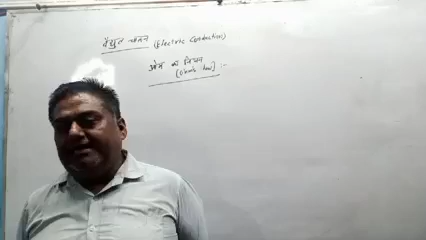 वैद्युत चालन (Electric Conduction)
ओम का नियम
(Ohm's law) :-